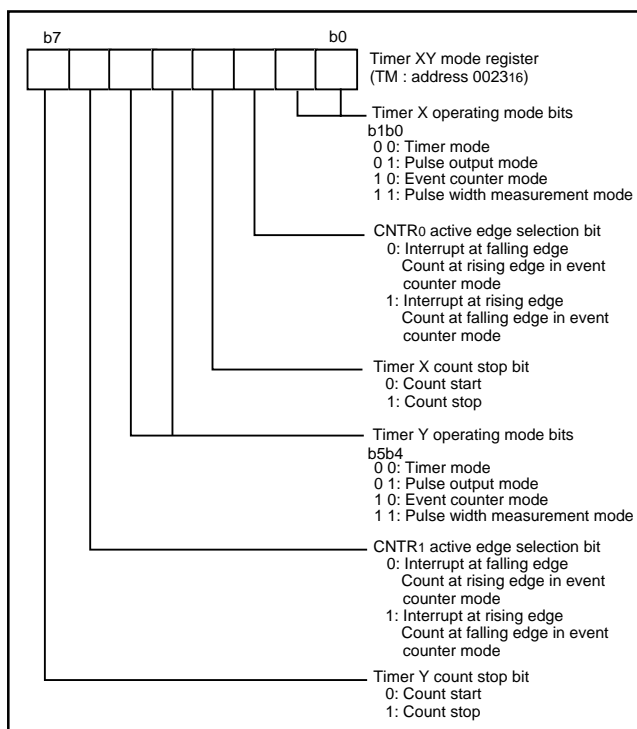 b7 b0
Timer XY mode register
(TM : address 002316)
Timer X operating mode bits
b1b0
0 0: Timer mode
0 1: Pulse output mode
1 0: Event counter mode
1 1: Pulse width measurement mode
CNTR0 active edge selection bit
0: Interrupt at falling edge
Count at rising edge in event
counter mode
1: Interrupt at rising edge
Count at falling edge in event
counter mode
Timer X count stop bit
0: Count start
1: Count stop
Timer Y operating mode bits
b5b4
0 0: Timer mode
0 1: Pulse output mode
1 0: Event counter mode
1 1: Pulse width measurement mode
CNTR1 active edge selection bit
0: Interrupt at falling edge
Count at rising edge in event
counter mode
1: Interrupt at rising edge
Count at falling edge in event
counter mode
Timer Y count stop bit
0: Count start
1: Count stop